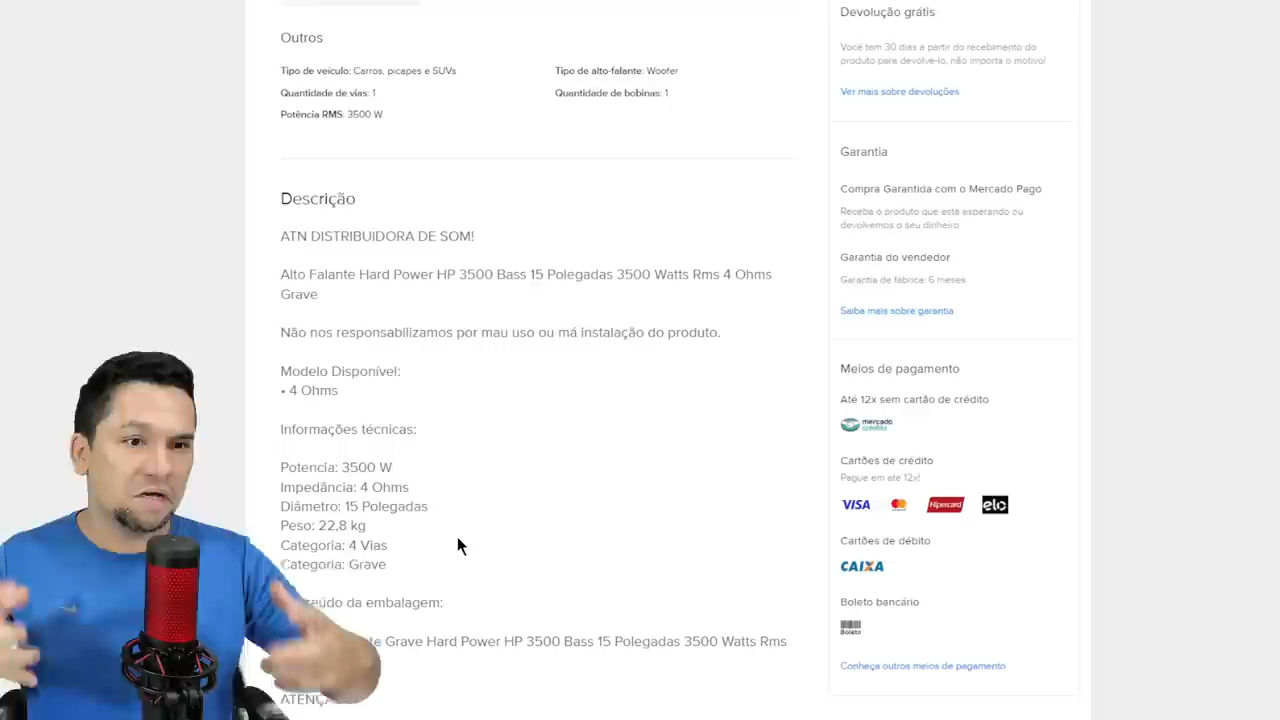 Outros
Tipo de veículo: Carros, picapes e SUVs
Tipo de alto-falante: Woofer
Quantidade de vias: 1
Quantidade de bobinas: 1
Potência RMS: 3500 W
Descrição
ATN DISTRIBUIDORA DE SOM!
Alto Falante Hard Power HP 3500 Bass 15 Polegadas 3500 Watts Rms 4 Ohms
Grave
Não nos responsabilizamos por mau uso ou má instalação do produto.
Modelo Disponível:
• 4 Ohms
Informações técnicas:
Potencia: 3500 W
Impedância: 4 Ohms
Diâmetro: 15 Polegadas
Peso: 22,8 kg
Categoria: 4 Vias
Categoria: Grave
da embalagem:
Grave Hard Power HP 3500 Bass 15 Polegadas 3500 Watts Rms
Devolução grátis
Você tem 30 dias a partir do recebimento do
produto para devolvê-lo, não importa o motivo!
Ver mais sobre devoluções
Garantia
Compra Garantida com o Mercado Pago
Receba o produto que está esperando ou
devolvemos o seu dinheiro
Garantia do vendedor
Garantia de fábrica: 6 meses
Saiba mais sobre garantia
Meios de pagamento
Até 12x sem cartão de crédito
mercado
crédito
Cartões de crédito
Pague em até 12x!
VISA
Hipercard
elo
Cartões de débito
CAIXA
Boleto bancário
Boleto
Conheça outros meios de pagamento